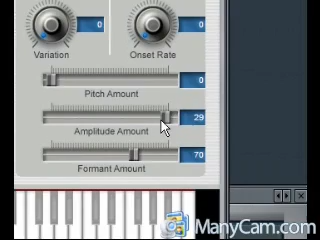 0 0
Variation Onset Rate
0
Pitch Amount
29
Amplitude Amount
70
Formant Amount
ManyCam.com